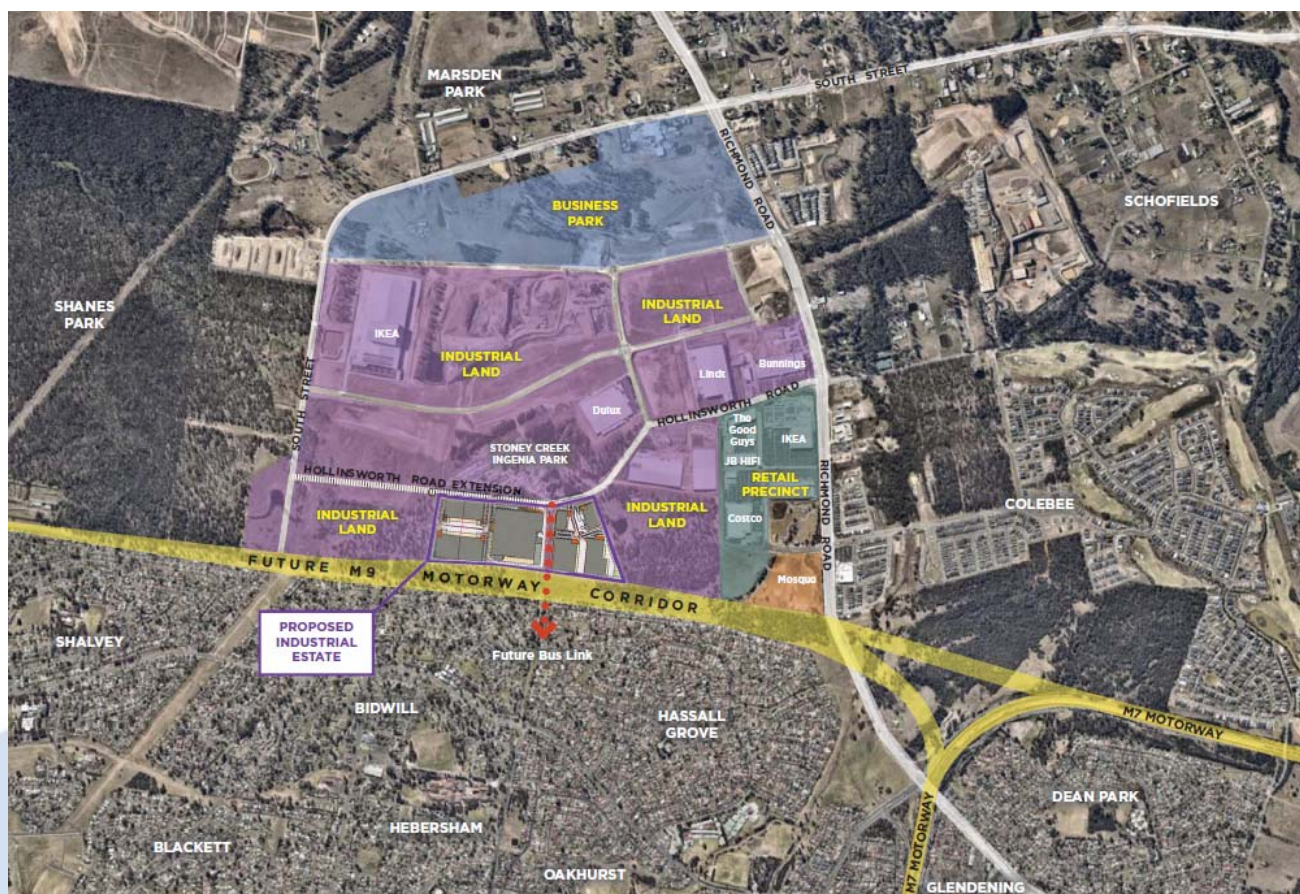 MARSDEN
PARK
SOUTH STREET
RICHMOND ROAD
BUSINESS
PARK
SCHOFIELDS
SHANES
PARK
IKEA
INDUSTRIAL
LAND
INDUSTRIAL
LAND
Lindt
Bunnings
SOUTH STREET
Dulux
HOLLINSWORTH ROAD
The
Good
Guys
IKEA
JB HIFI
STONEY CREEK
INGENIA PARK
RETAIL
PRECINCT
RICHMOND ROAD
HOLLINSWORTH ROAD EXTENSION
INDUSTRIAL
LAND
INDUSTRIAL
LAND
Costco
COLEBEE
FUTURE M9 MOTORWAY CORRIDOR
Mosque
PROPOSED
INDUSTRIAL
ESTATE
SHALVEY
Future Bus Link
BIDWILL
HASSALL
GROVE
M7 MOTORWAY
DEAN PARK
HEBERSHAM
BLACKETT
OAKHURST
M7 MOTORWAY
GLENDENING